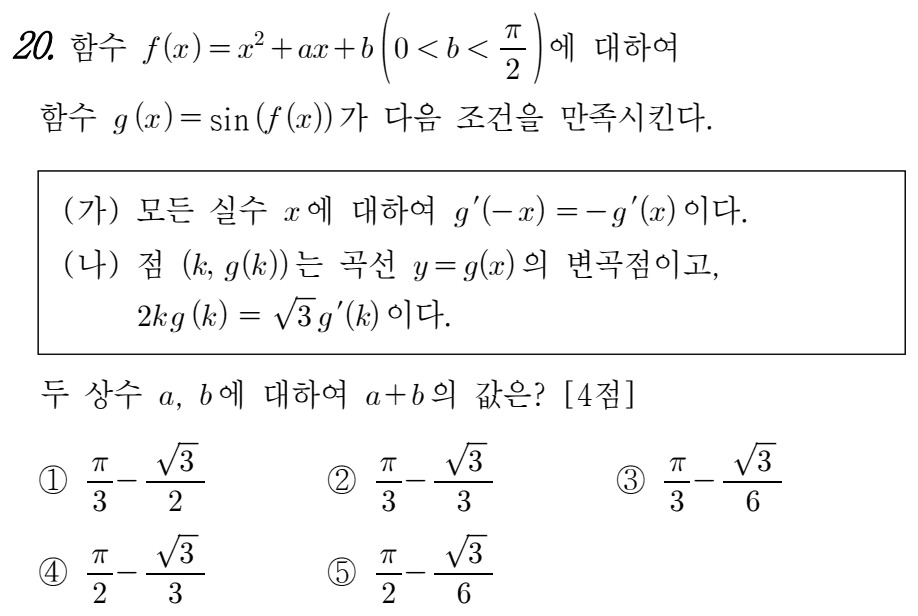 20. 함수 f(x)=x²+ax+b(0<b<π/2)에 대하여
함수 g(x)=sin(f(x))가 다음 조건을 만족시킨다.
(가) 모든 실수 x에 대하여 g′(−x)=−g′(x)이다.
(나) 점 (k, g(k))는 곡선 y=g(x)의 변곡점이고,
2kg(k)=√3g′(k)이다.
두 상수 a, b에 대하여 a+b의 값은? [4점]
① π/3−√3/2 ② π/3−√3/3 ③ π/3−√3/6
④ π/2−√3/3 ⑤ π/2−√3/6